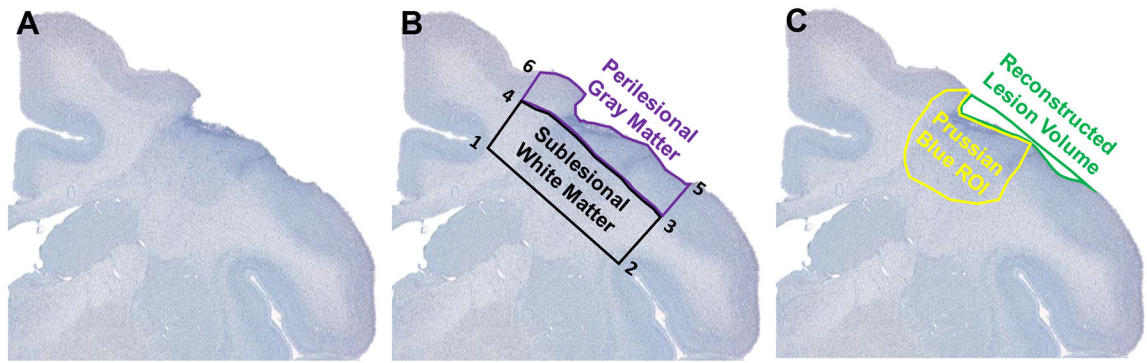 A
B
6
4
1
Perilesional
Gray Matter
Sublesional
White Matter
5
3
2
C
Reconstructed
Lesion Volume
Prussian
Blue ROI